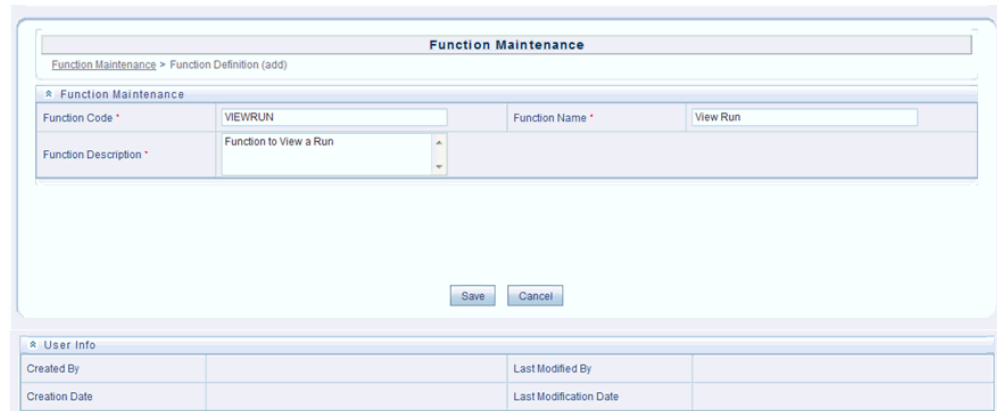 Function Maintenance
Function Maintenance > Function Definition (add)
Function Maintenance
Function Code * VIEWRUN Function Name * View Run
Function Description * Function to View a Run
Save Cancel
User Info
Created By Last Modified By
Creation Date Last Modification Date